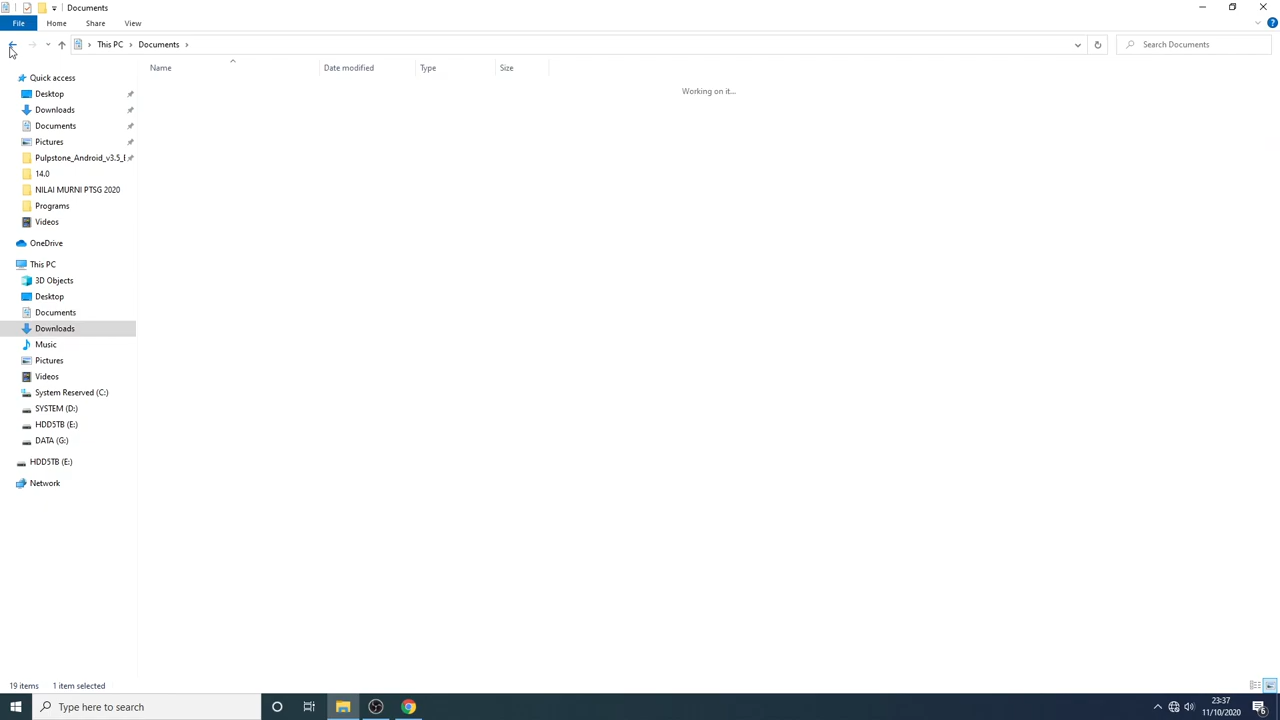 Documents
File Home Share View
This PC Documents
Search Documents
Name Date modified Type Size
Working on it...
Quick access
Desktop
Downloads
Documents
Pictures
Pulpstone_Android_v3.5_E
14.0
NILAI MURNI PTSG 2020
Programs
Videos
OneDrive
This PC
3D Objects
Desktop
Documents
Downloads
Music
Pictures
Videos
System Reserved (C:)
SYSTEM (D:)
HDD5TB (E:)
DATA (G:)
HDD5TB (E:)
Network
19 items 1 item selected
Type here to search
23:37
11/10/2020
6